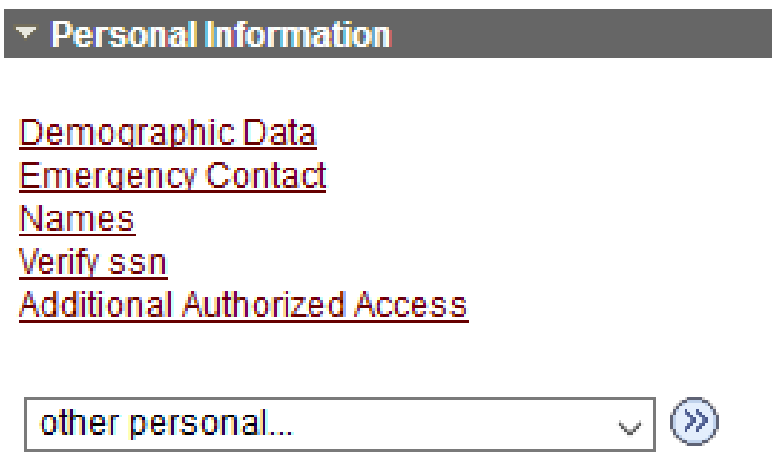 Personal Information
Demographic Data
Emergency Contact
Names
Verify ssn
Additional Authorized Access
other personal...